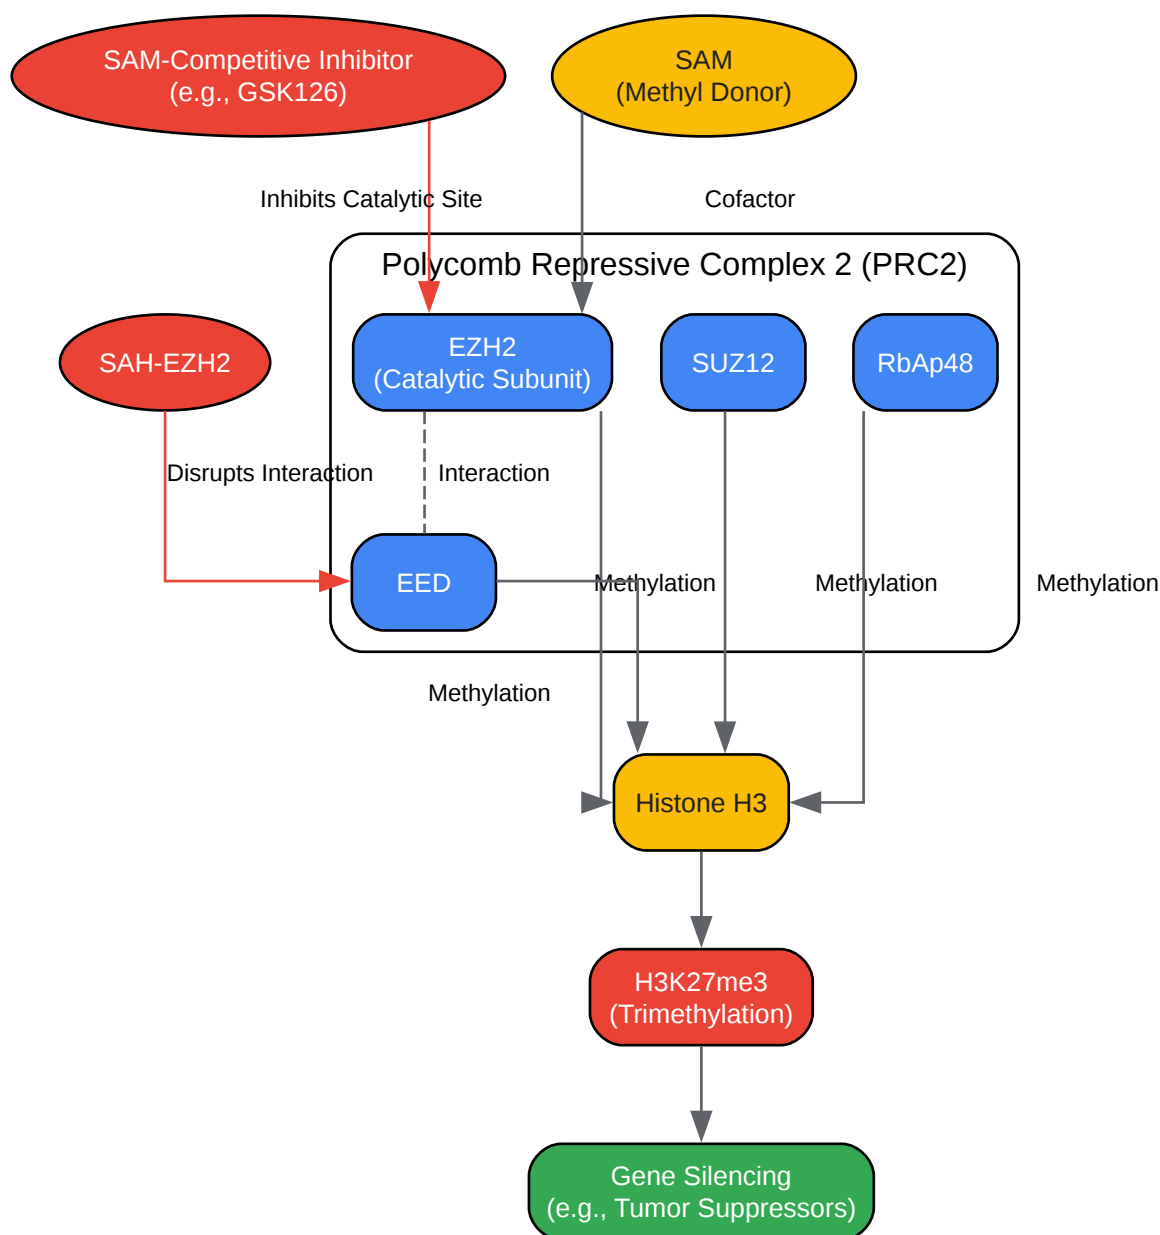 SAM-Competitive Inhibitor
(e.g., GSK126)
SAM
(Methyl Donor)
Inhibits Catalytic Site
Cofactor
Polycomb Repressive Complex 2 (PRC2)
SAH-EZH2
EZH2
(Catalytic Subunit)
SUZ12
RbAp48
Disrupts Interaction
Interaction
EED
Methylation
Methylation
Methylation
Methylation
Histone H3
H3K27me3
(Trimethylation)
Gene Silencing
(e.g., Tumor Suppressors)